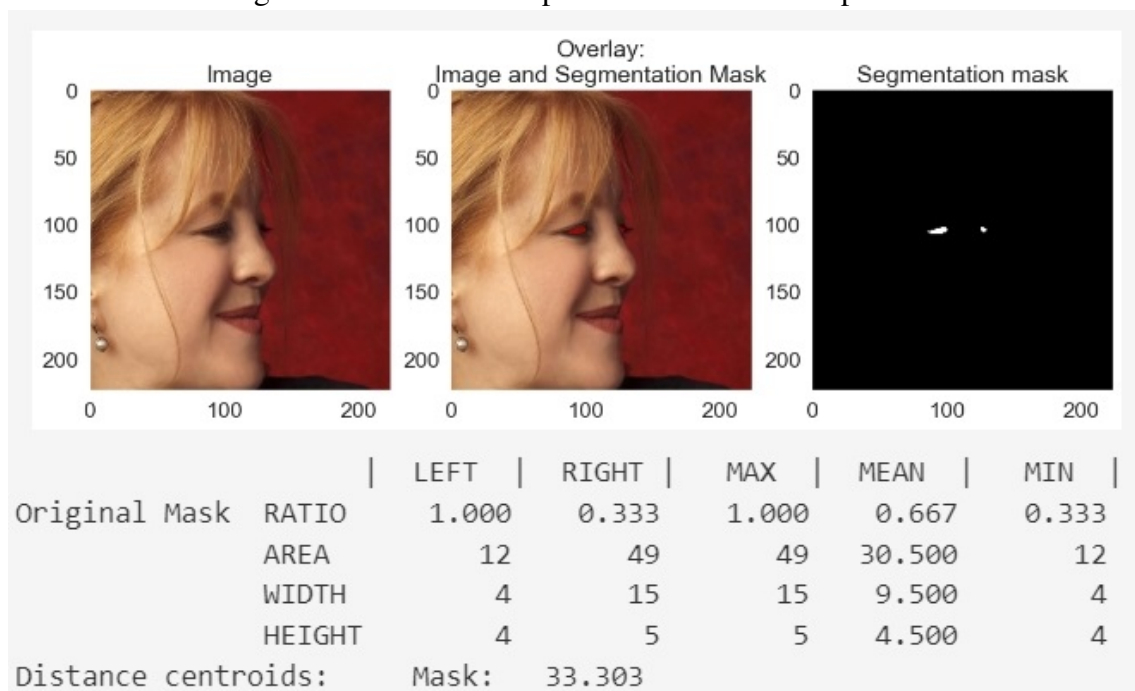 Overlay:
Image Image and Segmentation Mask Segmentation mask
0 0 0
50 50 50
100 100 100
150 150 150
200 200 200
0 100 200 0 100 200 0 100 200
| LEFT | RIGHT | MAX | MEAN | MIN |
Original Mask RATIO 1.000 0.333 1.000 0.667 0.333
AREA 12 49 49 30.500 12
WIDTH 4 15 15 9.500 4
HEIGHT 4 5 5 4.500 4
Distance centroids: Mask: 33.303